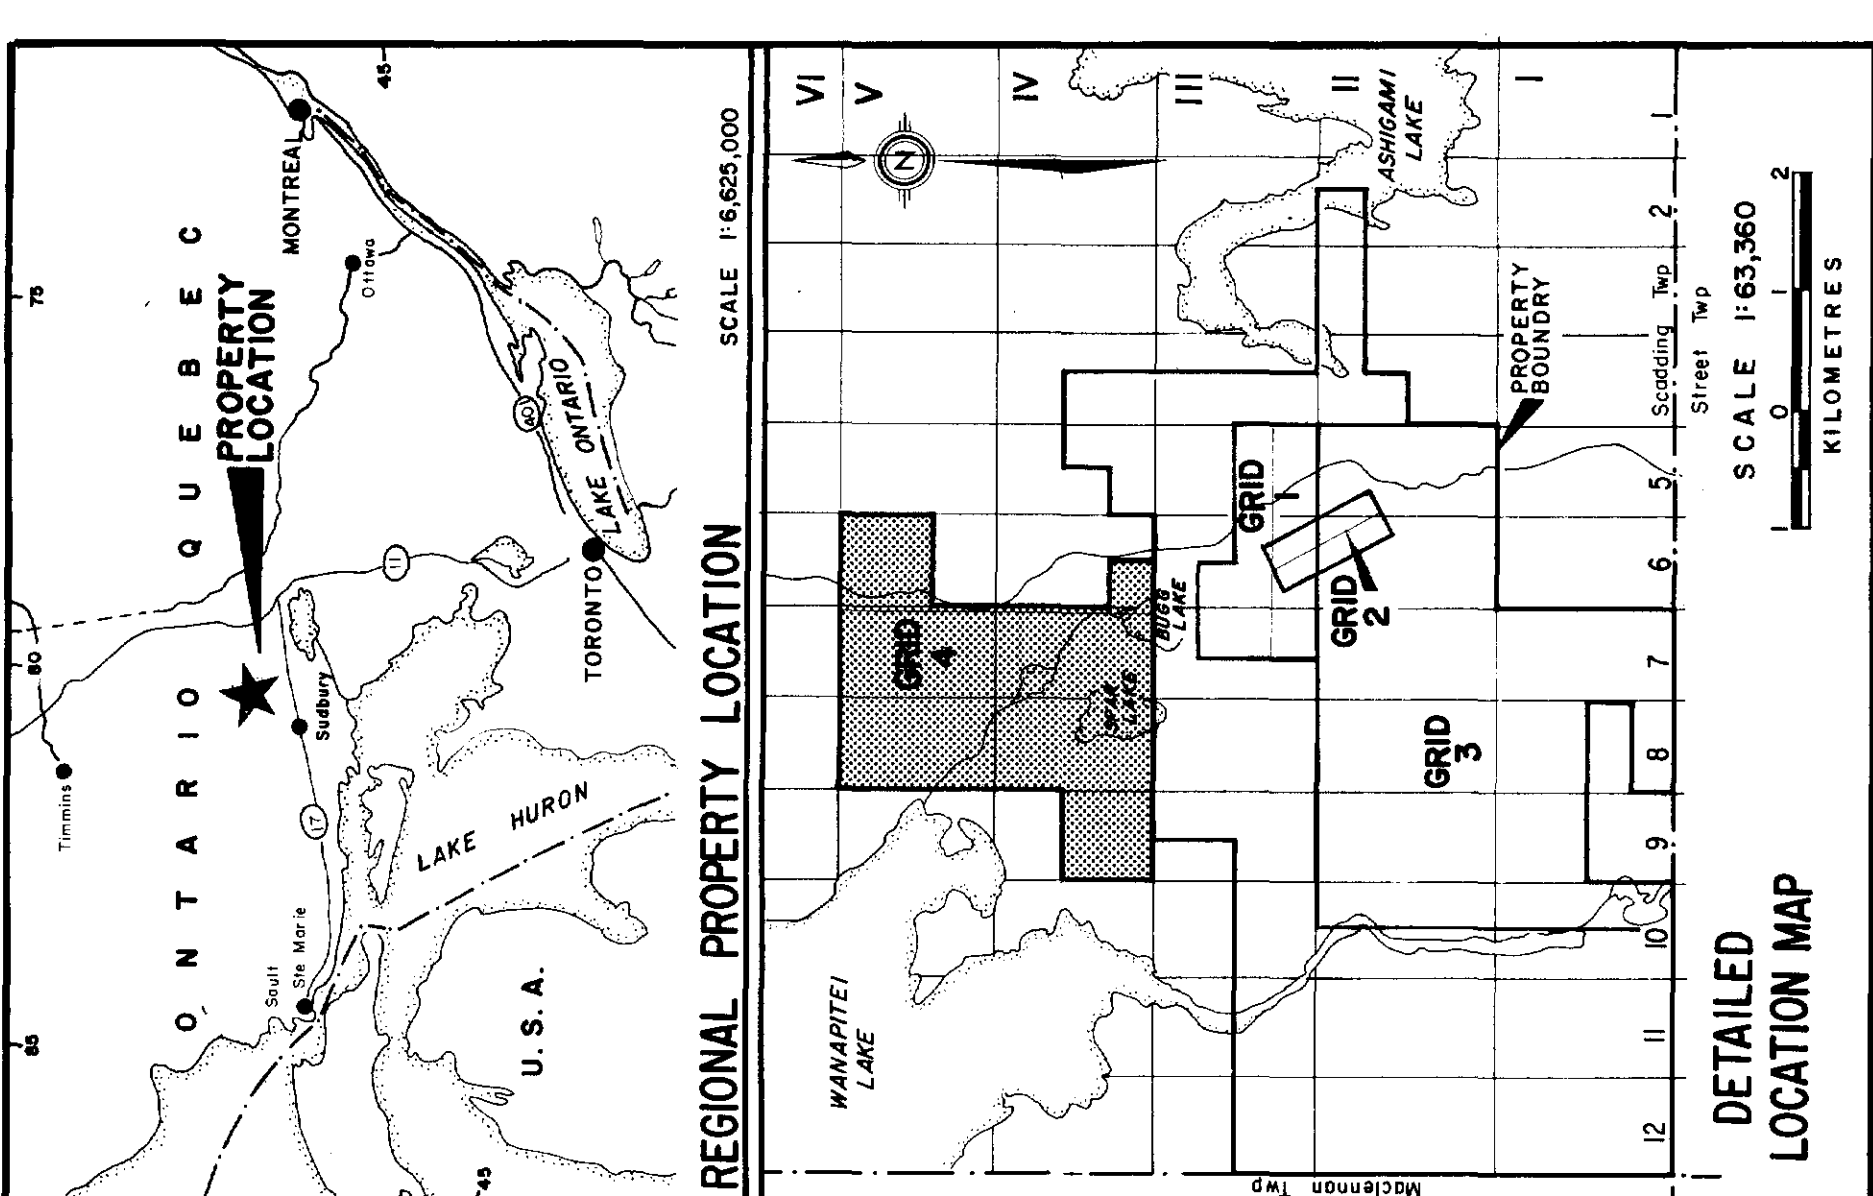 75
80
85
45
45
Timmins
ONTARIO QUEBEC
PROPERTY
LOCATION
MONTREAL
Ottawa
Sudbury
Sault
Ste Marie
17
11
401
TORONTO
LAKE ONTARIO
LAKE HURON
U.S.A.
SCALE 1:6,625,000
REGIONAL PROPERTY LOCATION
VI
V
IV
III
II
I
N
WANAPITEI
LAKE
ASHIGAMI
LAKE
GRID
4
BUGG
LAKE
LAKE
GRID
1
GRID
2
GRID
3
PROPERTY
BOUNDRY
12 11 10 9 8 7 6 5 2 1
Scadding Twp
Street Twp
Maclennan Twp
DETAILED
LOCATION MAP
SCALE 1:63,360
1 0 1 2
KILOMETRES